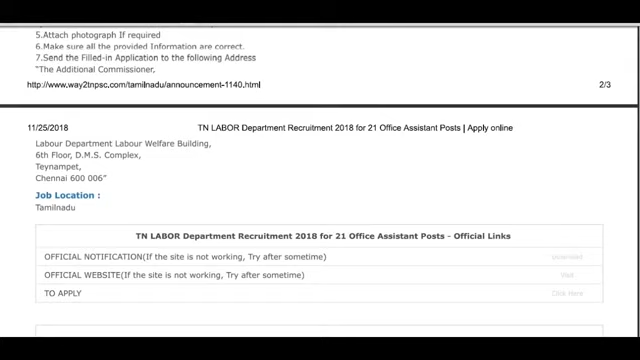 5.Attach photograph If required
6.Make sure all the provided Information are correct.
7.Send the Filled-in Application to the following Address
“The Additional Commissioner,
http://www.way2tnpsc.com/tamilnadu/announcement-1140.html 2/3
11/25/2018 TN LABOR Department Recruitment 2018 for 21 Office Assistant Posts | Apply online
Labour Department Labour Welfare Building,
6th Floor, D.M.S. Complex,
Teynampet,
Chennai 600 006”
Job Location :
Tamilnadu
TN LABOR Department Recruitment 2018 for 21 Office Assistant Posts - Official Links
OFFICIAL NOTIFICATION(If the site is not working, Try after sometime) Download
OFFICIAL WEBSITE(If the site is not working, Try after sometime) Visit
TO APPLY Click Here